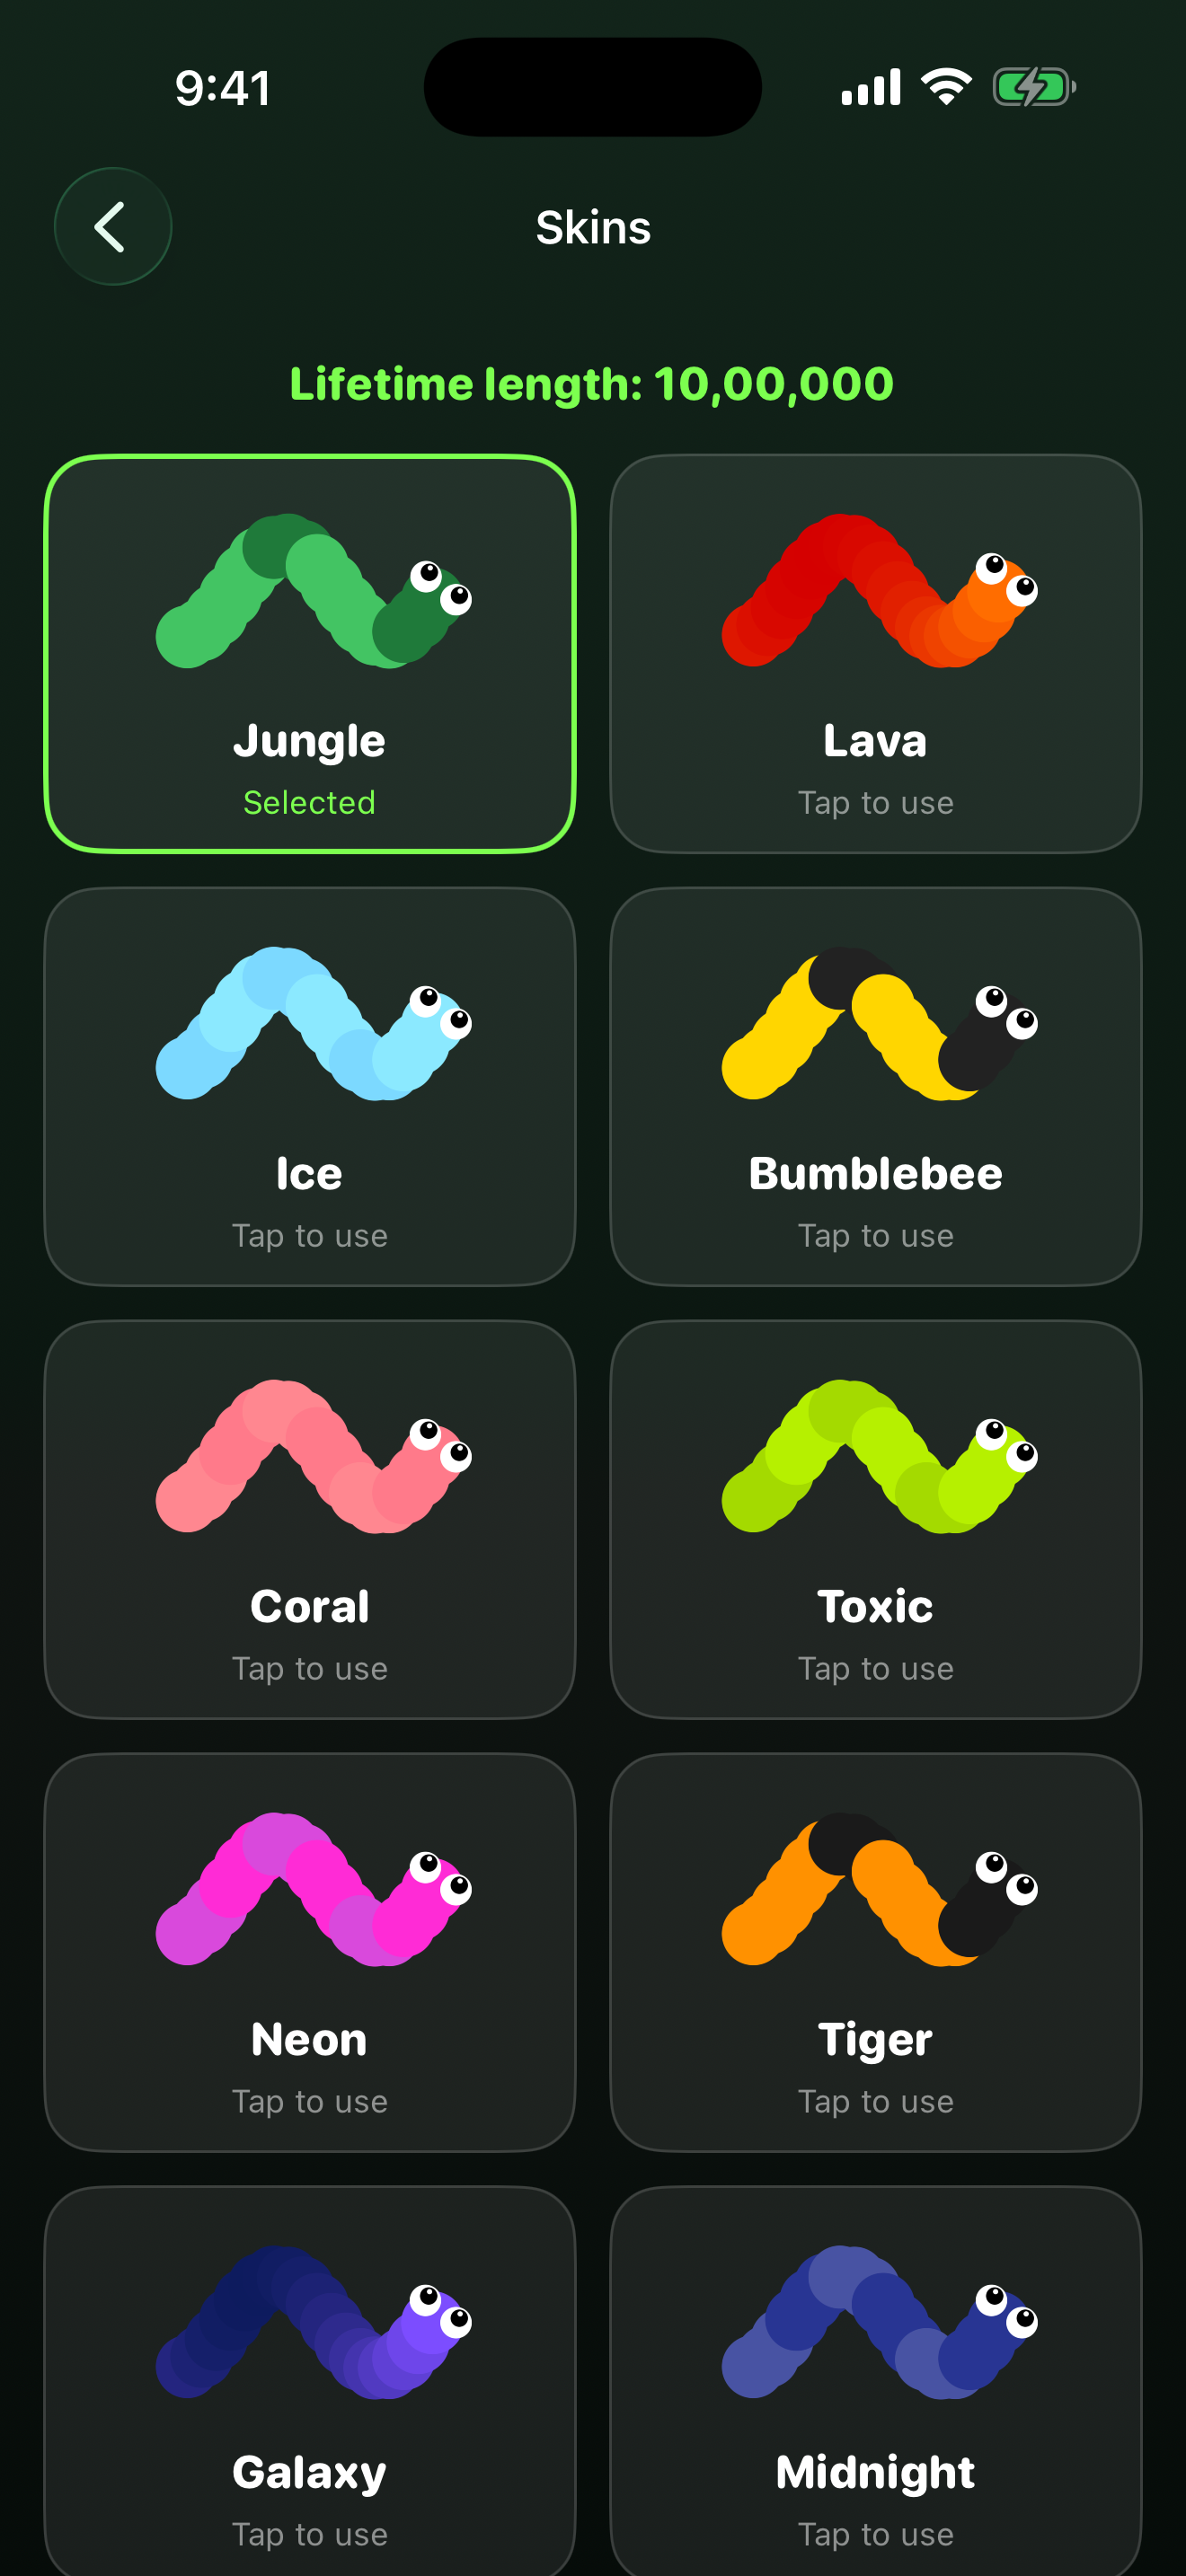 9:41
Skins
Lifetime length: 10,00,000
Jungle
Selected
Lava
Tap to use
Ice
Tap to use
Bumblebee
Tap to use
Coral
Tap to use
Toxic
Tap to use
Neon
Tap to use
Tiger
Tap to use
Galaxy
Tap to use
Midnight
Tap to use